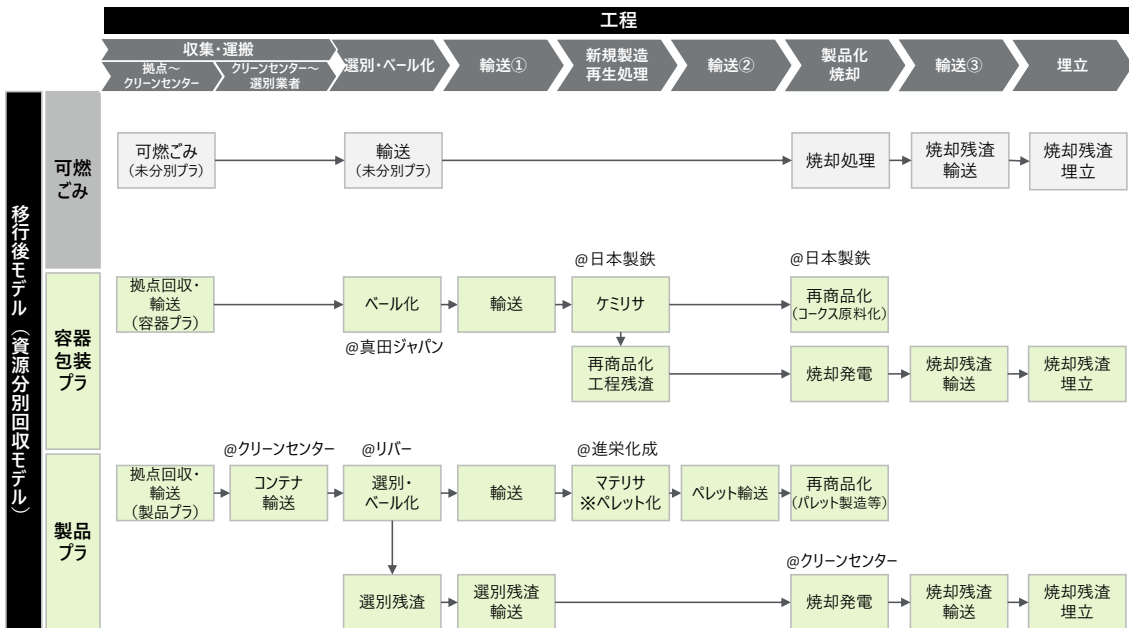 工程
収集・運搬
拠点～
クリーンセンター
クリーンセンター～
選別業者
選別・ベール化
輸送①
新規製造
再生処理
輸送②
製品化
焼却
輸送③
埋立
移行後モデル（資源分別回収モデル）
可燃
ごみ
可燃ごみ
(未分別プラ)
輸送
(未分別プラ)
焼却処理
焼却残渣
輸送
焼却残渣
埋立
容器
包装
プラ
@日本製鉄
@日本製鉄
拠点回収・
輸送
(容器プラ)
ベール化
輸送
ケミリサ
再商品化
(コークス原料化)
@真田ジャパン
再商品化
工程残渣
焼却発電
焼却残渣
輸送
焼却残渣
埋立
製品
プラ
@クリーンセンター
@リバー
@進栄化成
拠点回収・
輸送
(製品プラ)
コンテナ
輸送
選別・
ベール化
輸送
マテリサ
※ペレット化
ペレット輸送
再商品化
(パレット製造等)
@クリーンセンター
選別残渣
選別残渣
輸送
焼却発電
焼却残渣
輸送
焼却残渣
埋立